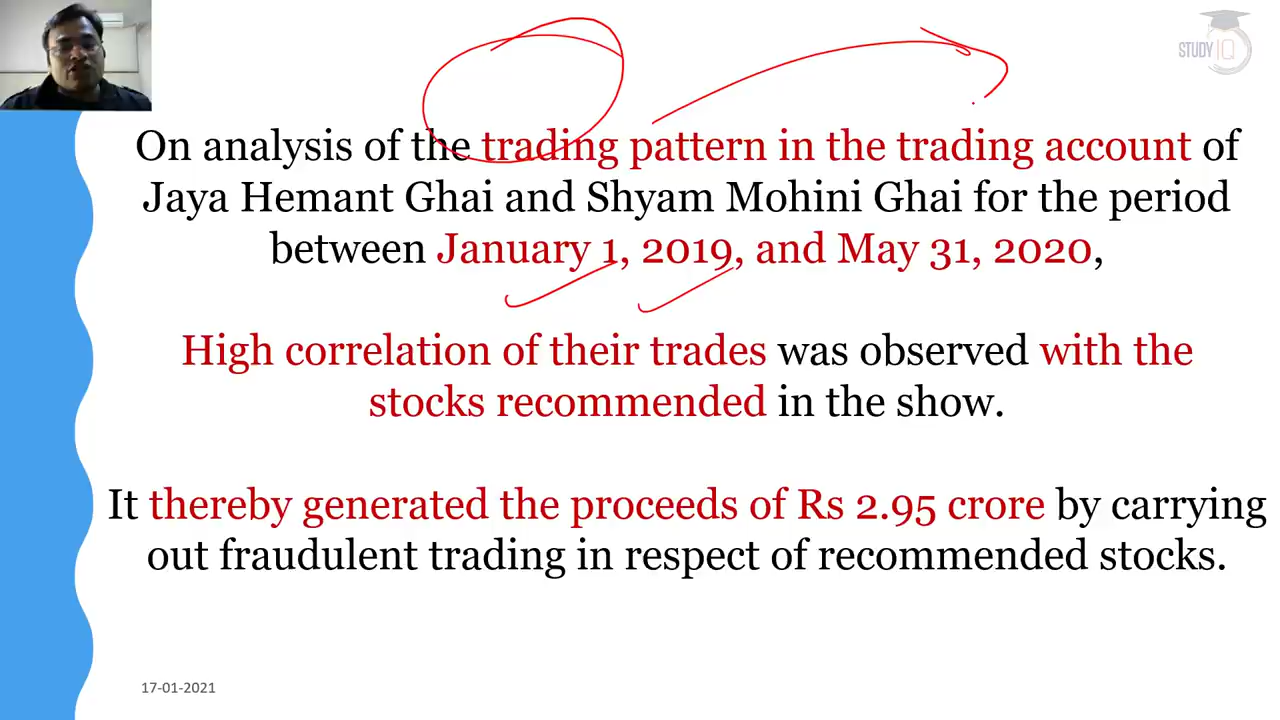 STUDY IQ
On analysis of the trading pattern in the trading account of
Jaya Hemant Ghai and Shyam Mohini Ghai for the period
between January 1, 2019, and May 31, 2020,
High correlation of their trades was observed with the
stocks recommended in the show.
It thereby generated the proceeds of Rs 2.95 crore by carrying
out fraudulent trading in respect of recommended stocks.
17-01-2021